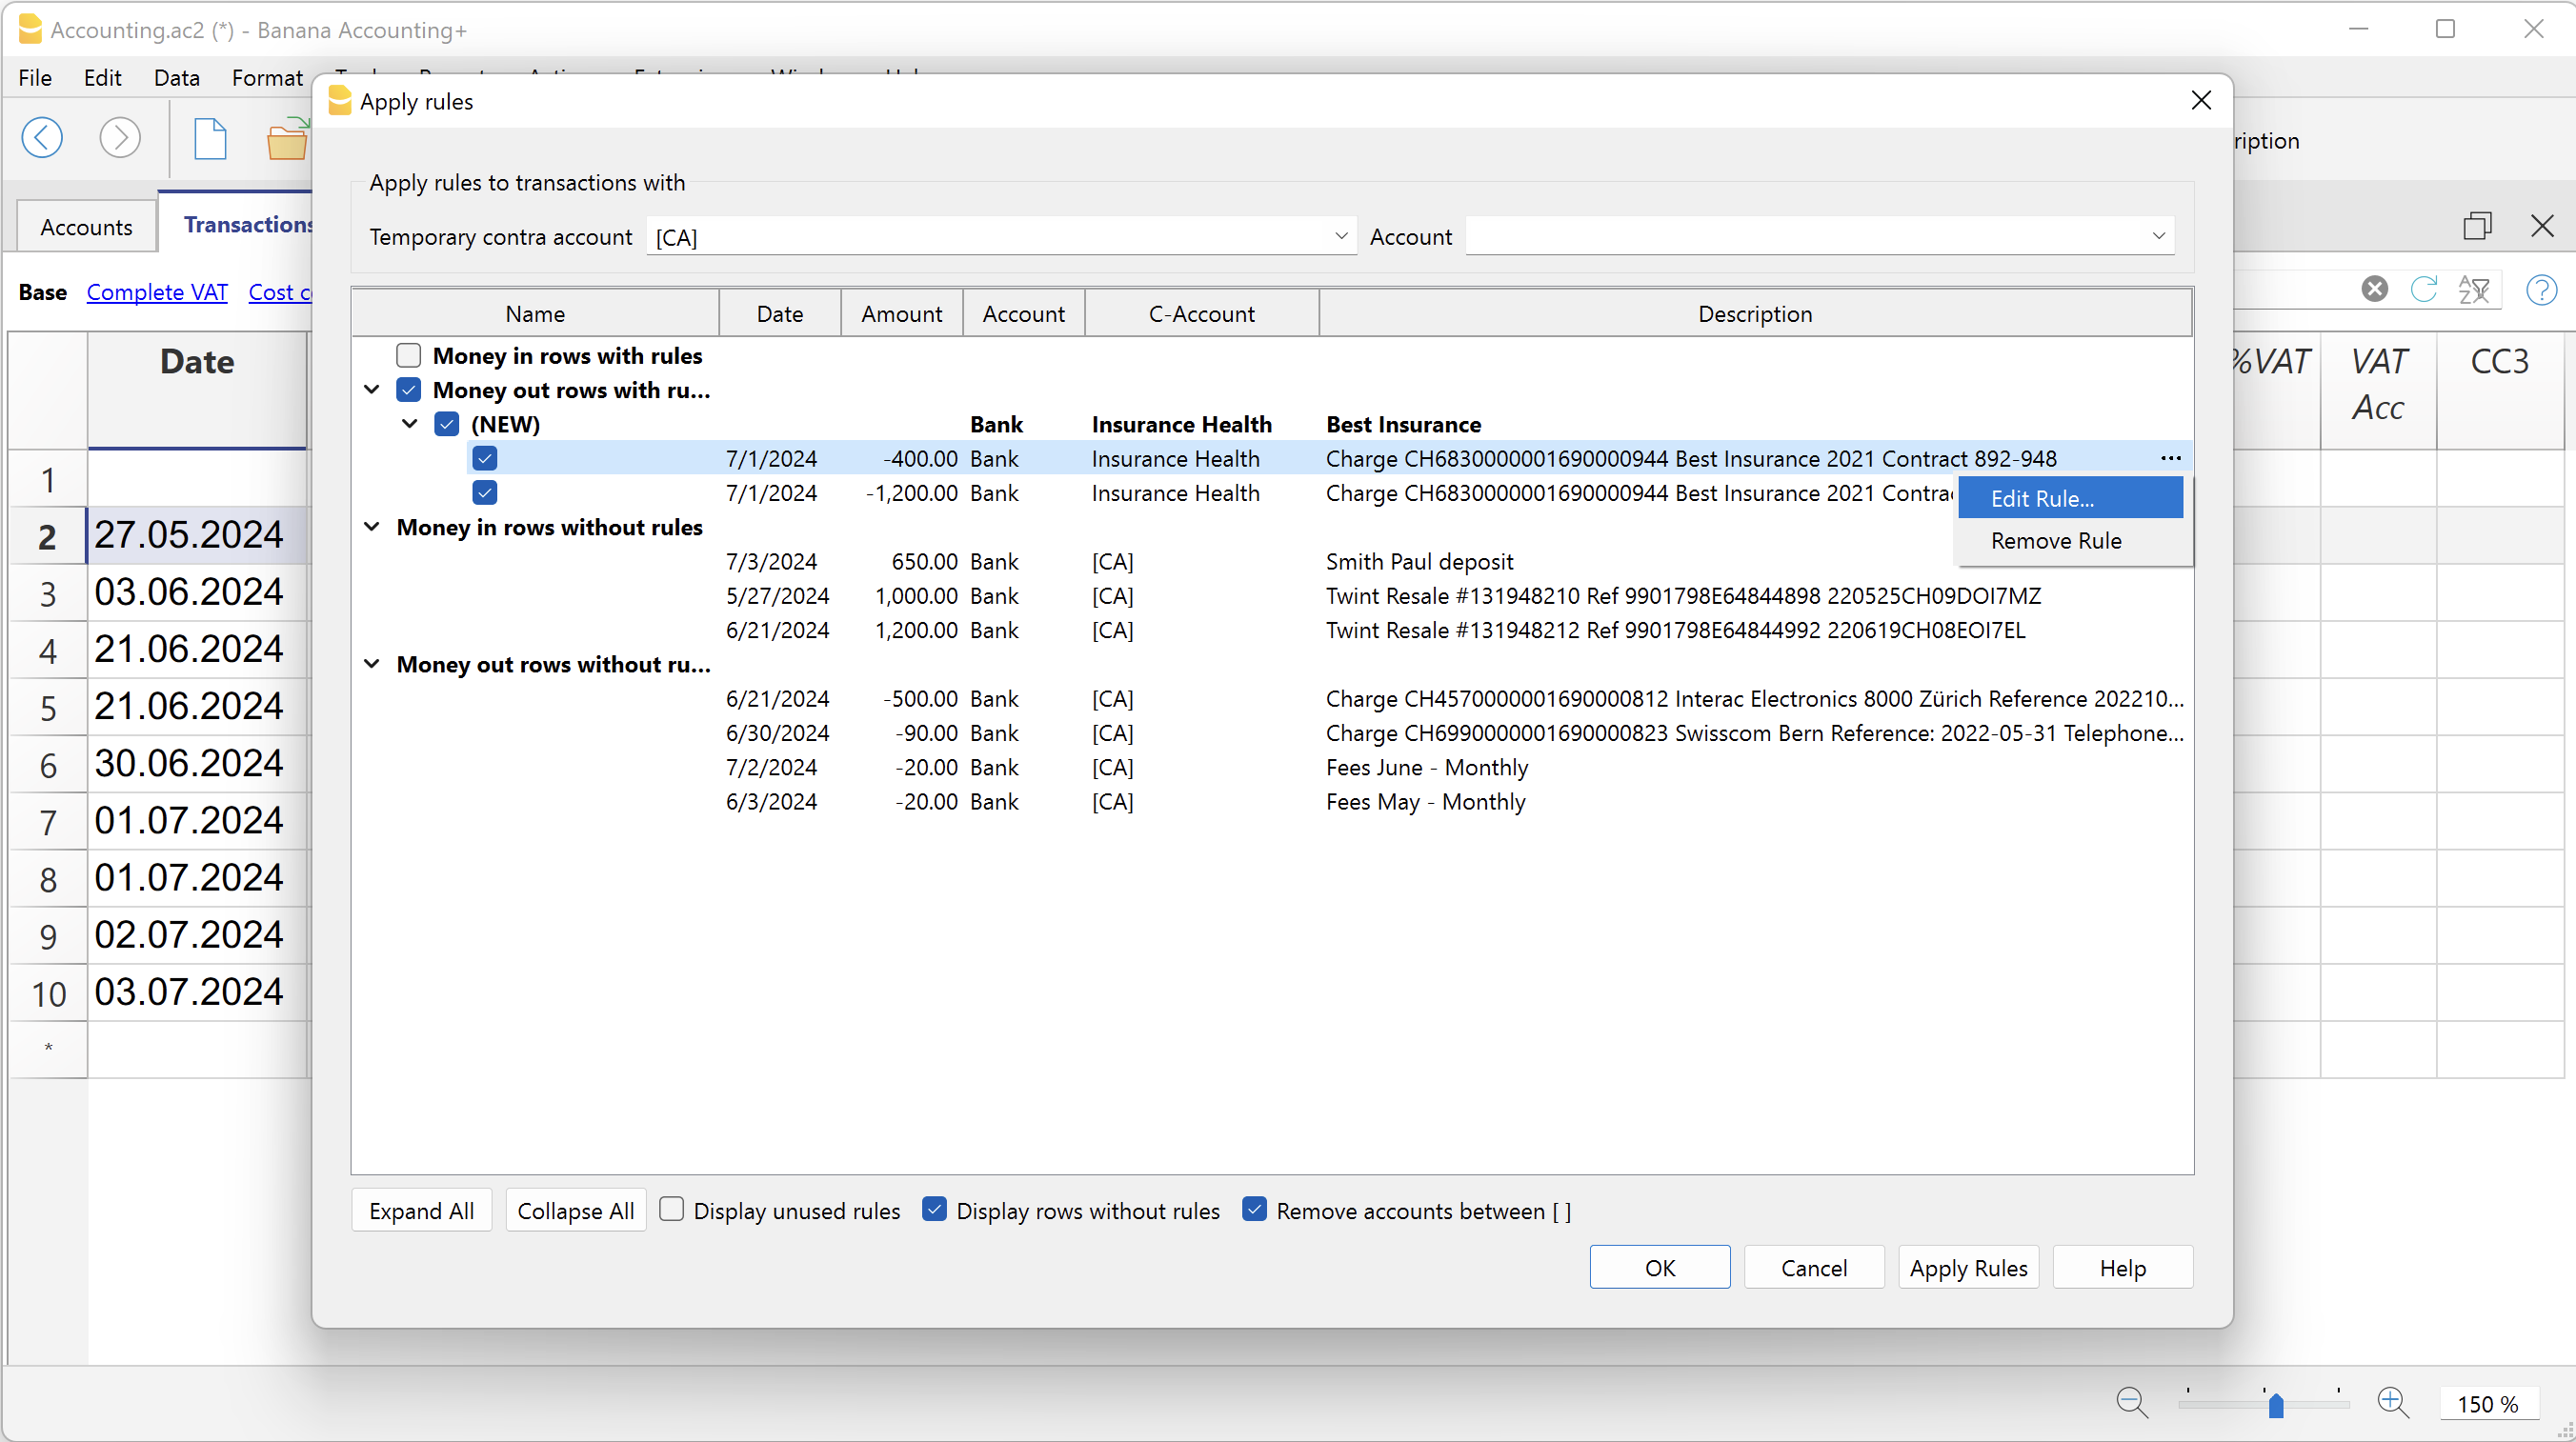 Accounting.ac2 (*) - Banana Accounting+
File Edit Data Format
Apply rules
ription
Apply rules to transactions with
Accounts Transactions
Temporary contra account [CA] Account
Base Complete VAT Cost c
Name Date Amount Account C-Account Description
Date %VAT VAT Acc CC3
Money in rows with rules
Money out rows with ru...
(NEW) Bank Insurance Health Best Insurance
7/1/2024 -400.00 Bank Insurance Health Charge CH6830000001690000944 Best Insurance 2021 Contract 892-948 ...
7/1/2024 -1,200.00 Bank Insurance Health Charge CH6830000001690000944 Best Insurance 2021 Contrac
Edit Rule...
Remove Rule
Money in rows without rules
7/3/2024 650.00 Bank [CA] Smith Paul deposit
5/27/2024 1,000.00 Bank [CA] Twint Resale #131948210 Ref 9901798E64844898 220525CH09DOI7MZ
6/21/2024 1,200.00 Bank [CA] Twint Resale #131948212 Ref 9901798E64844992 220619CH08EOI7EL
Money out rows without ru...
6/21/2024 -500.00 Bank [CA] Charge CH4570000001690000812 Interac Electronics 8000 Zürich Reference 202210...
6/30/2024 -90.00 Bank [CA] Charge CH6990000001690000823 Swisscom Bern Reference: 2022-05-31 Telephone...
7/2/2024 -20.00 Bank [CA] Fees June - Monthly
6/3/2024 -20.00 Bank [CA] Fees May - Monthly
1
2 27.05.2024
3 03.06.2024
4 21.06.2024
5 21.06.2024
6 30.06.2024
7 01.07.2024
8 01.07.2024
9 02.07.2024
10 03.07.2024
*
Expand All Collapse All Display unused rules Display rows without rules Remove accounts between [ ]
OK Cancel Apply Rules Help
150 %